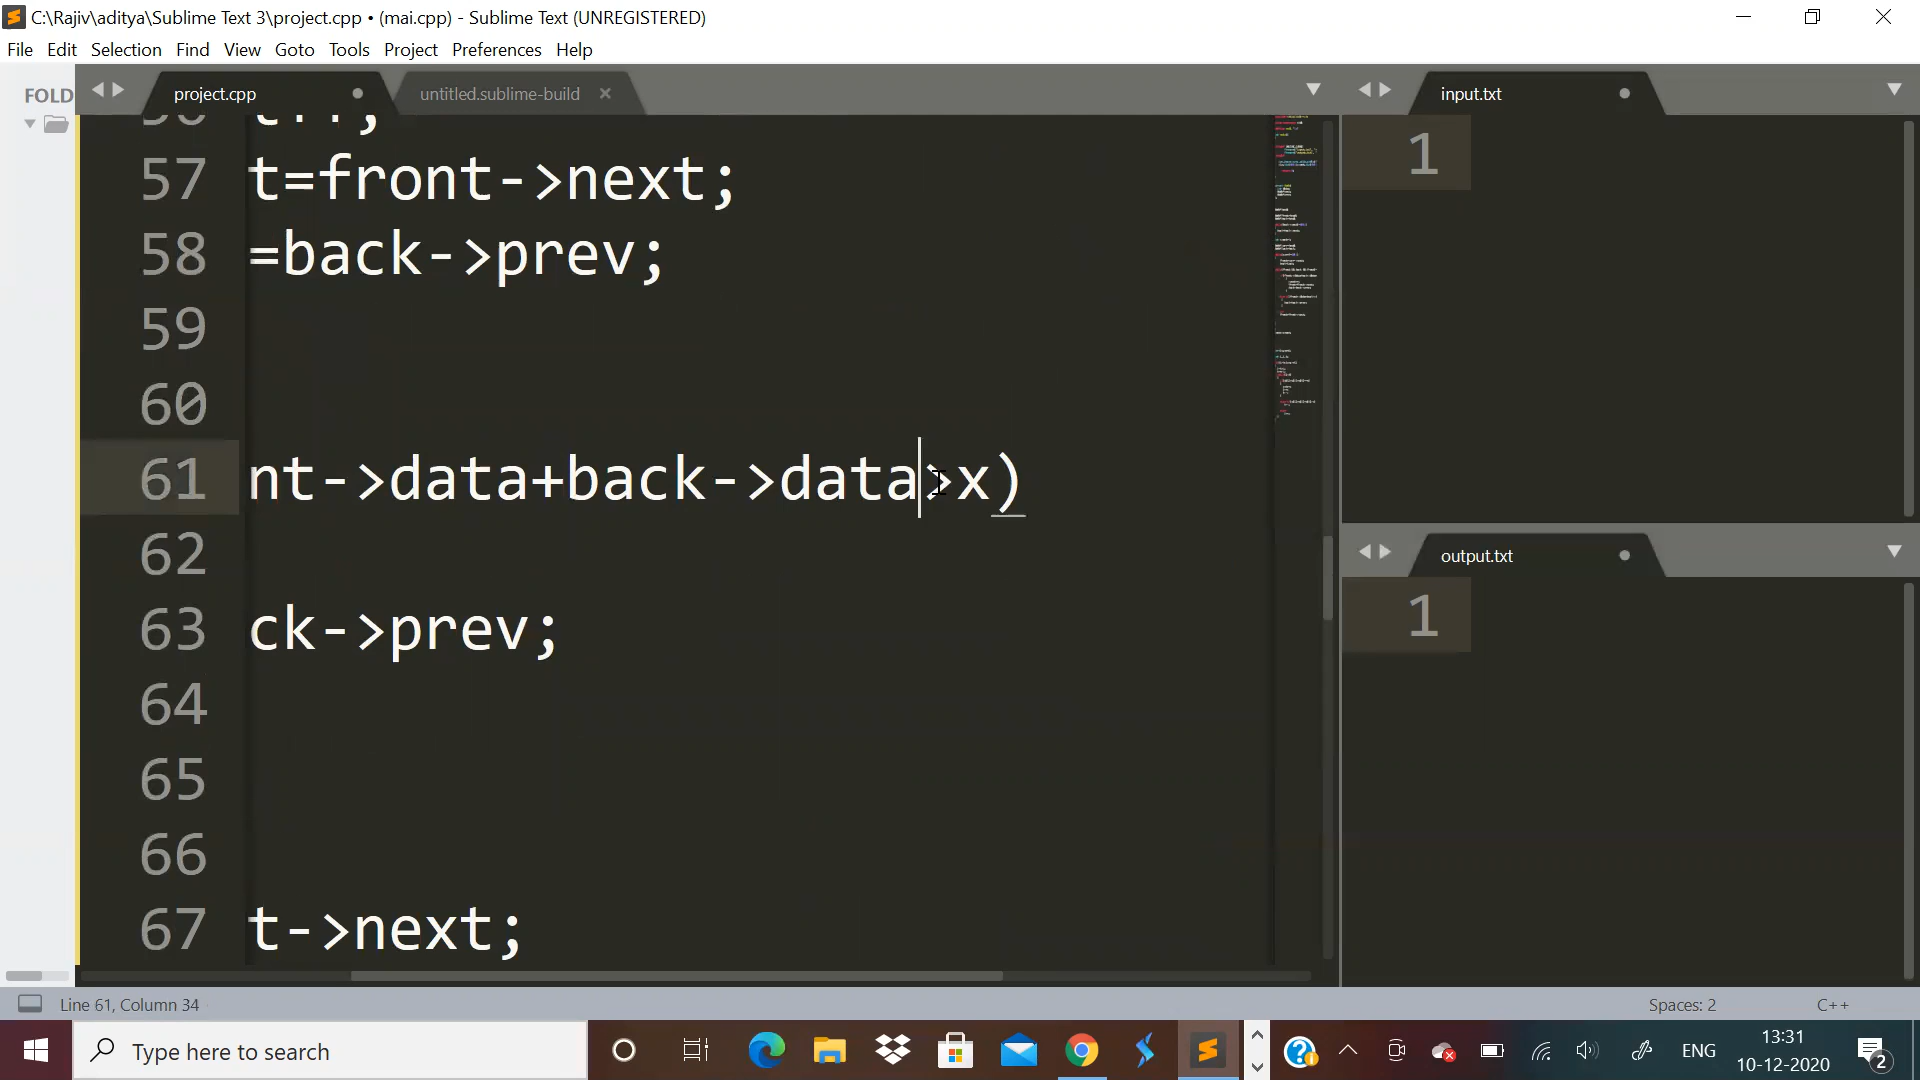 C:\Rajiv\aditya\Sublime Text 3\project.cpp • (mai.cpp) - Sublime Text (UNREGISTERED)
File Edit Selection Find View Goto Tools Project Preferences Help
FOLD
project.cpp
untitled.sublime-build
57 t=front->next;
58 =back->prev;
59
60
61 nt->data+back->data>x)
62
63 ck->prev;
64
65
66
67 t->next;
input.txt
1
output.txt
1
Line 61, Column 34
Spaces: 2
C++
Type here to search
ENG
13:31
10-12-2020
2